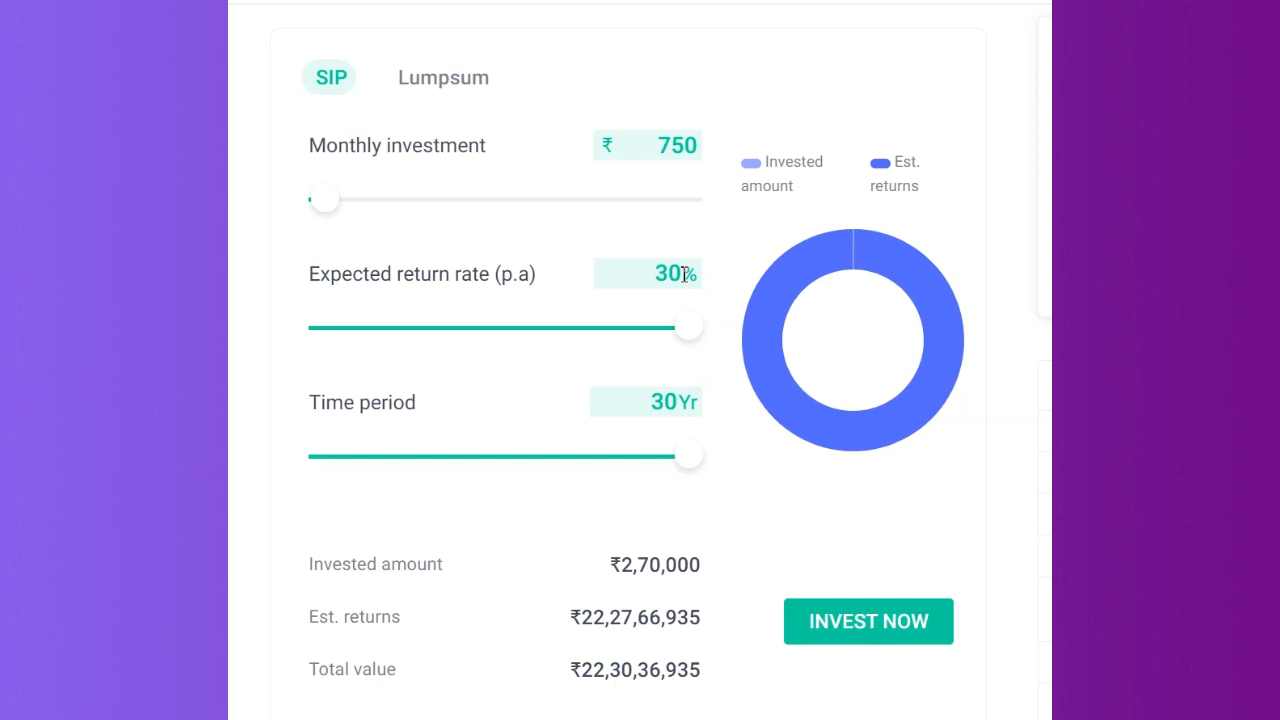 SIP Lumpsum
Monthly investment ₹ 750
Invested amount
Est. returns
Expected return rate (p.a) 30%
Time period 30Yr
Invested amount ₹2,70,000
Est. returns ₹22,27,66,935
INVEST NOW
Total value ₹22,30,36,935